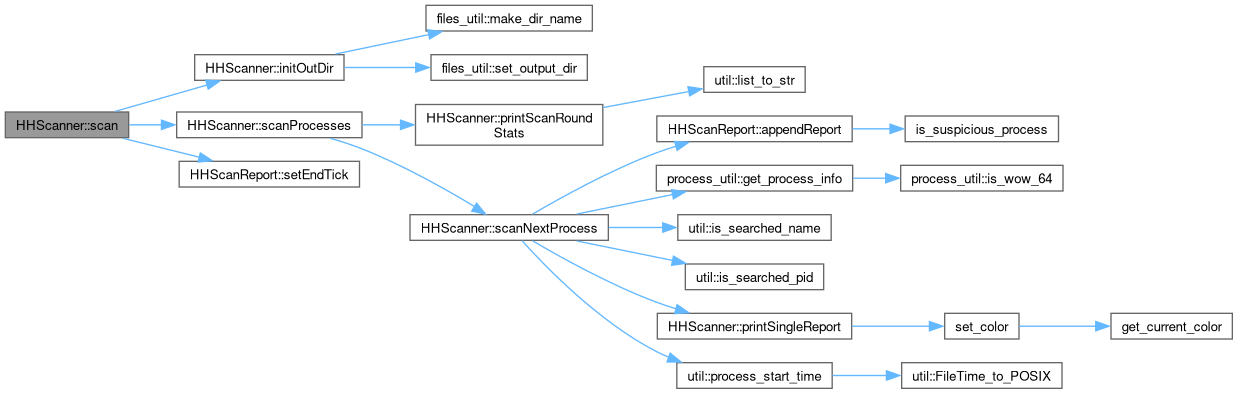 files_util::make_dir_name
HHScanner::initOutDir
files_util::set_output_dir
util::list_to_str
HHScanner::scan
HHScanner::scanProcesses
HHScanner::printScanRound
Stats
HHScanReport::appendReport
is_suspicious_process
HHScanReport::setEndTick
process_util::get_process_info
process_util::is_wow_64
HHScanner::scanNextProcess
util::is_searched_name
util::is_searched_pid
HHScanner::printSingleReport
set_color
get_current_color
util::process_start_time
util::FileTime_to_POSIX